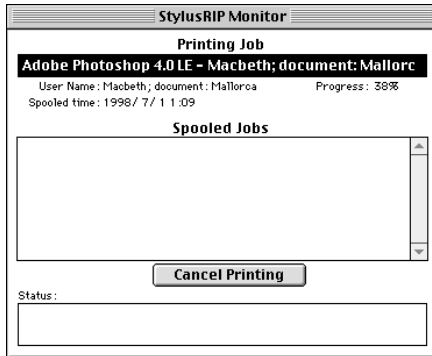 StylusRIP Monitor
Printing Job
Adobe Photoshop 4.0 LE - Macbeth; document: Mallorc
User Name: Macbeth; document: Mallorca Progress: 38%
Spooled time: 1998/ 7/ 1 1:09
Spooled Jobs
Cancel Printing
Status: